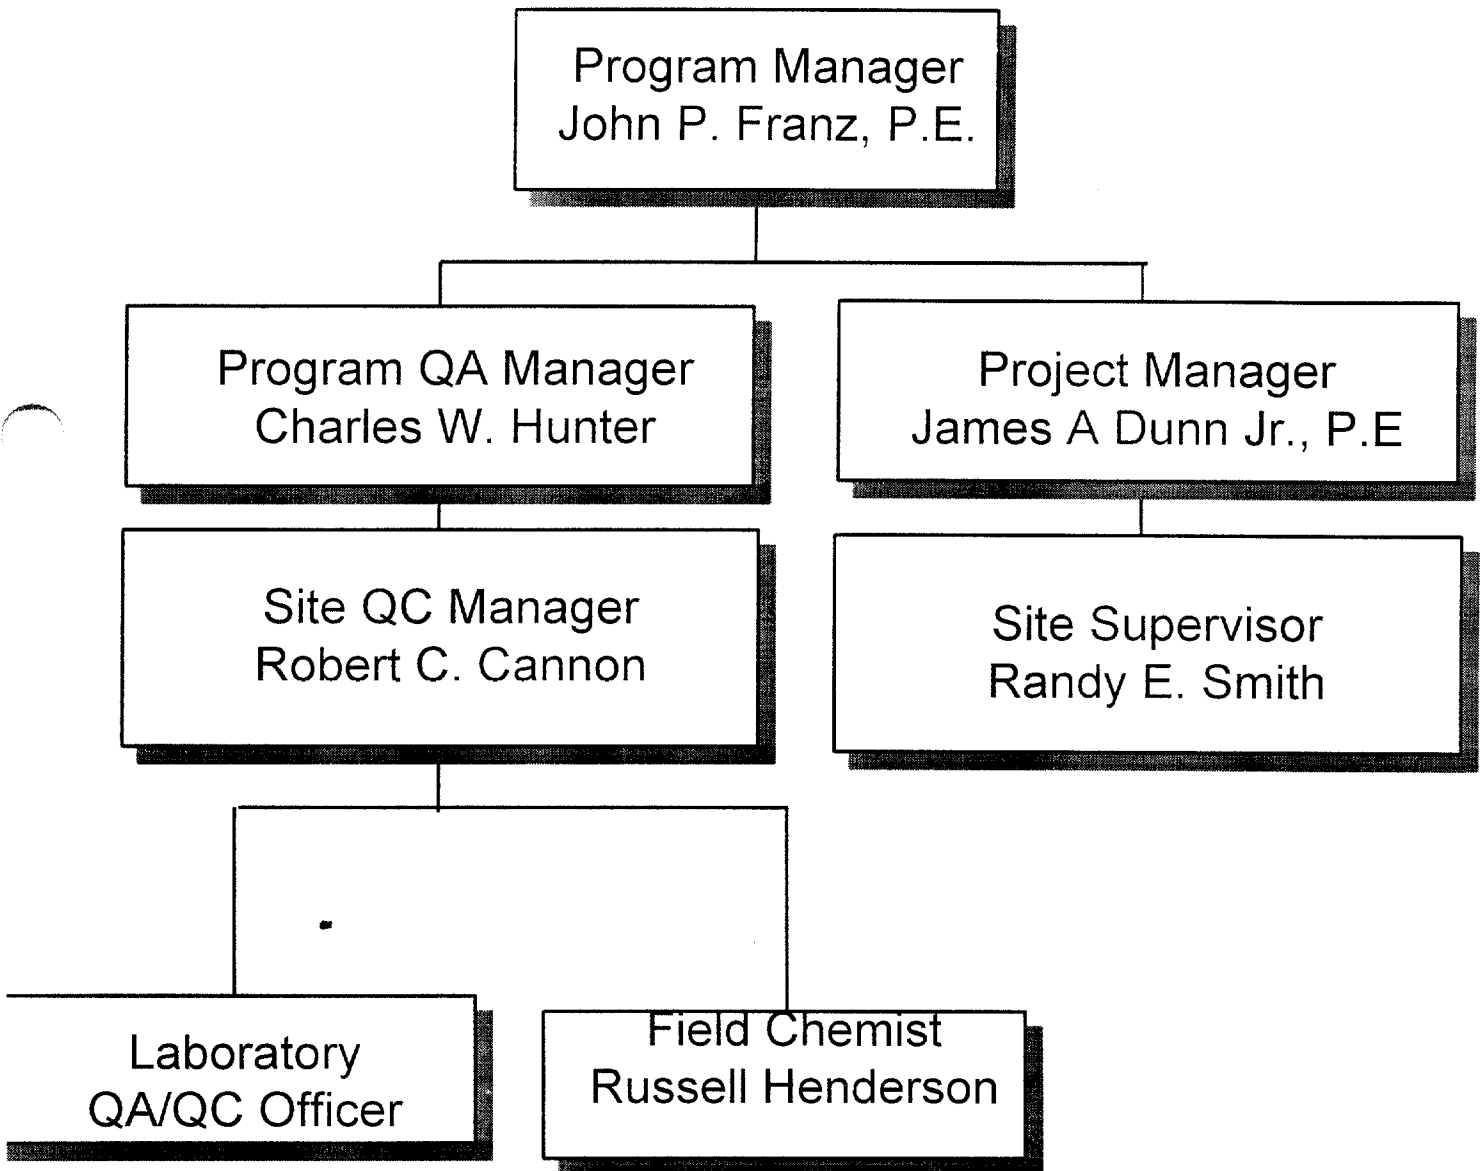 Program Manager
John P. Franz, P.E.
Program QA Manager
Charles W. Hunter
Project Manager
James A Dunn Jr., P.E
Site QC Manager
Robert C. Cannon
Site Supervisor
Randy E. Smith
Laboratory
QA/QC Officer
Field Chemist
Russell Henderson